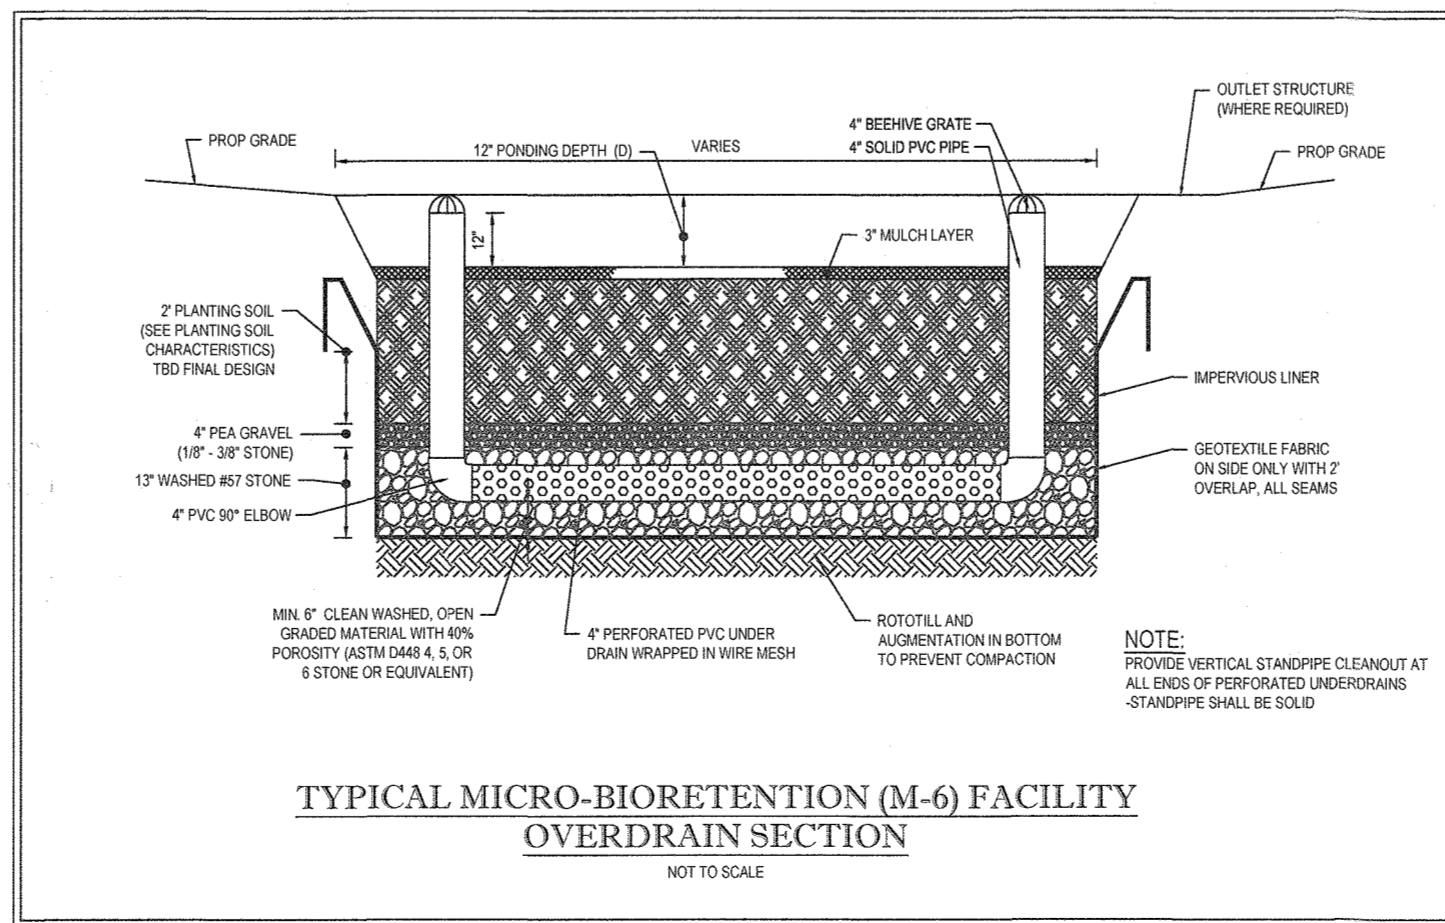 OUTLET STRUCTURE
(WHERE REQUIRED)
PROP GRADE
12" PONDING DEPTH (D)
VARIES
4" BEEHIVE GRATE
4" SOLID PVC PIPE
PROP GRADE
12"
3" MULCH LAYER
2' PLANTING SOIL
(SEE PLANTING SOIL
CHARACTERISTICS)
TBD FINAL DESIGN
IMPERVIOUS LINER
4" PEA GRAVEL
(1/8" - 3/8" STONE)
13" WASHED #57 STONE
4" PVC 90° ELBOW
GEOTEXTILE FABRIC
ON SIDE ONLY WITH 2'
OVERLAP, ALL SEAMS
MIN. 6" CLEAN WASHED, OPEN
GRADED MATERIAL WITH 40%
POROSITY (ASTM D448 4, 5, OR
6 STONE OR EQUIVALENT)
4" PERFORATED PVC UNDER
DRAIN WRAPPED IN WIRE MESH
ROTOTILL AND
AUGMENTATION IN BOTTOM
TO PREVENT COMPACTION
NOTE:
PROVIDE VERTICAL STANDPIPE CLEANOUT AT
ALL ENDS OF PERFORATED UNDERDRAINS
-STANDPIPE SHALL BE SOLID
TYPICAL MICRO-BIORETENTION (M-6) FACILITY
OVERDRAIN SECTION
NOT TO SCALE